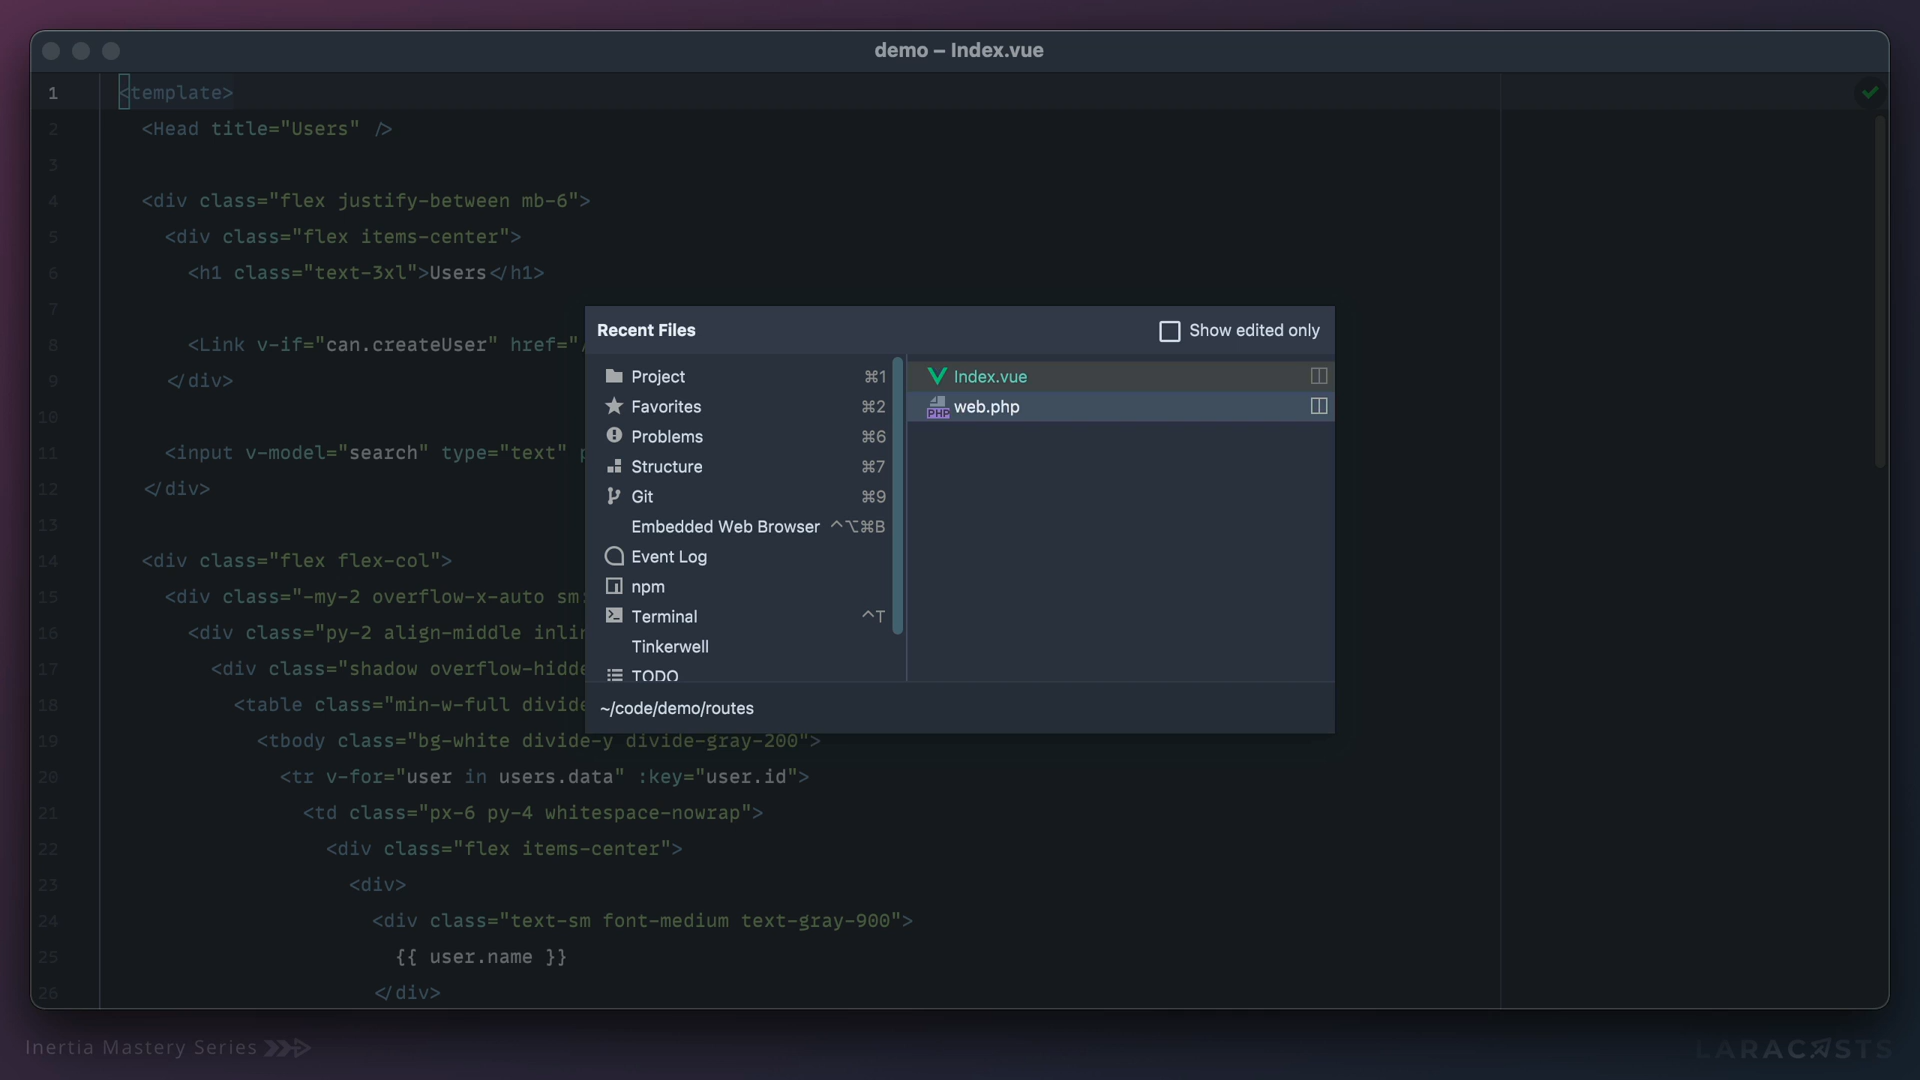 demo – Index.vue
1 <template>
2 <Head title="Users" />
3
4 <div class="flex justify-between mb-6">
5 <div class="flex items-center">
6 <h1 class="text-3xl">Users</h1>
7
8 <Link v-if="can.createUser" href="/
9 </div>
10
11 <input v-model="search" type="text" p
12 </div>
13
14 <div class="flex flex-col">
15 <div class="-my-2 overflow-x-auto sm:
16 <div class="py-2 align-middle inlin
17 <div class="shadow overflow-hidde
18 <table class="min-w-full divide
19 <tbody class="bg-white divide-y divide-gray-200">
20 <tr v-for="user in users.data" :key="user.id">
21 <td class="px-6 py-4 whitespace-nowrap">
22 <div class="flex items-center">
23 <div>
24 <div class="text-sm font-medium text-gray-900">
25 {{ user.name }}
26 </div>
Recent Files
Show edited only
Project ⌘1
Favorites ⌘2
Problems ⌘6
Structure ⌘7
Git ⌘9
Embedded Web Browser ^⌥⌘B
Event Log
npm
Terminal ^T
Tinkerwell
TODO
Index.vue
PHP web.php
~/code/demo/routes
Inertia Mastery Series
LARACASTS